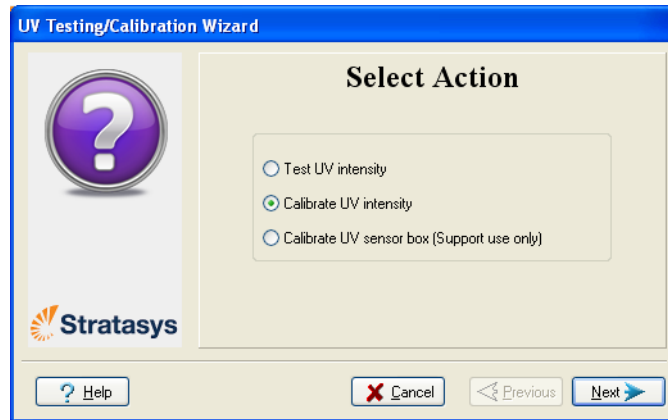 UV Testing/Calibration Wizard
Select Action
Test UV intensity
Calibrate UV intensity
Calibrate UV sensor box (Support use only)
Stratasys
? Help
Cancel
Previous
Next